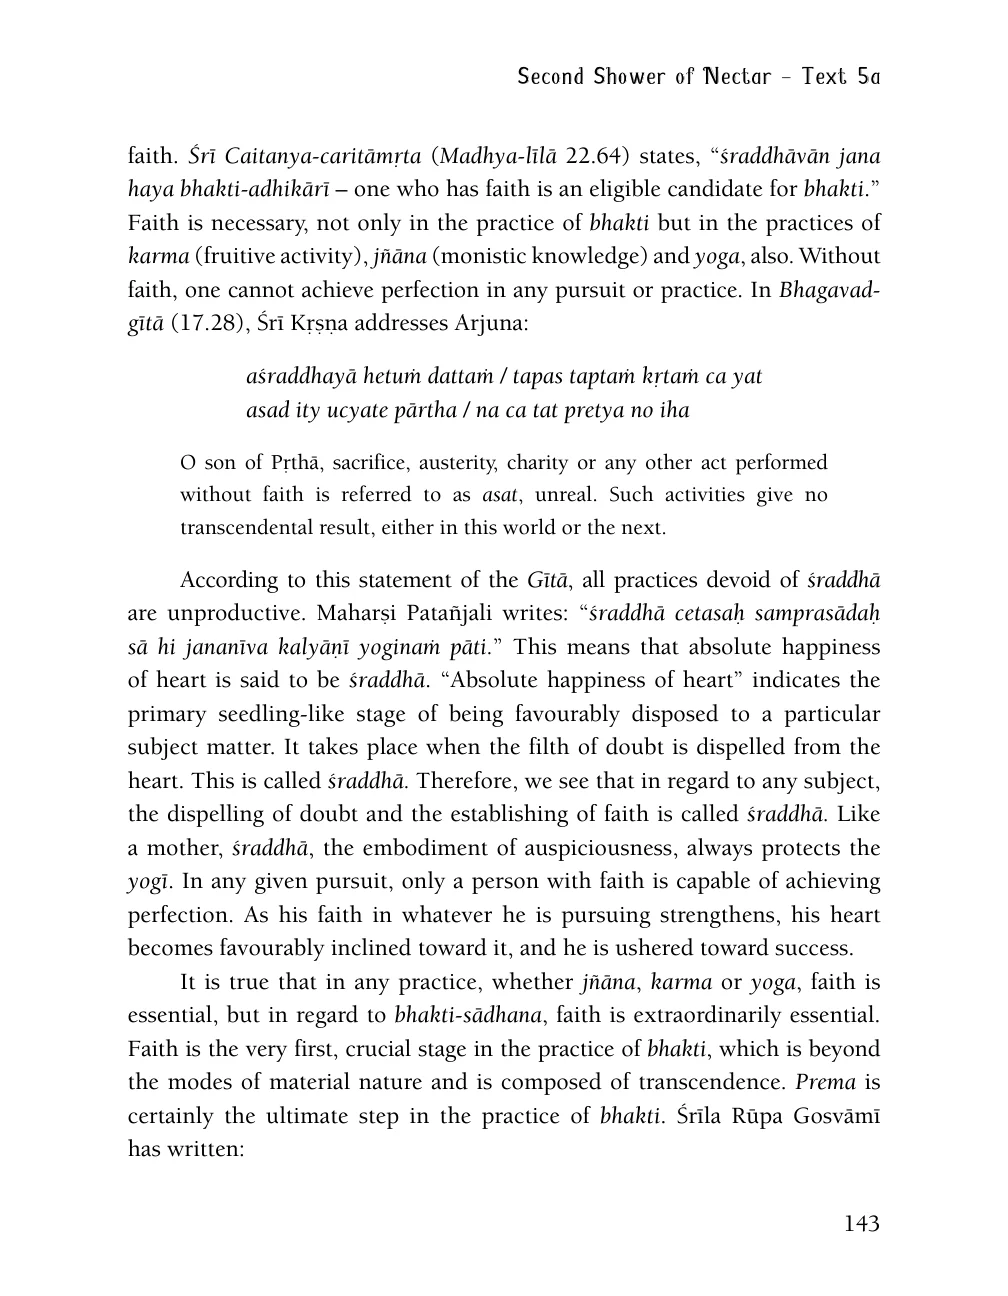 Second Shower of Nectar – Text 5a
faith. Śrī Caitanya-caritāmṛta (Madhya-līlā 22.64) states, “śraddhāvān jana
haya bhakti-adhikārī – one who has faith is an eligible candidate for bhakti.”
Faith is necessary, not only in the practice of bhakti but in the practices of
karma (fruitive activity), jñāna (monistic knowledge) and yoga, also. Without
faith, one cannot achieve perfection in any pursuit or practice. In Bhagavad-
gītā (17.28), Śrī Kṛṣṇa addresses Arjuna:
aśraddhayā hetuṁ dattaṁ / tapas taptaṁ kṛtaṁ ca yat
asad ity ucyate pārtha / na ca tat pretya no iha
O son of Pṛthā, sacrifice, austerity, charity or any other act performed
without faith is referred to as asat, unreal. Such activities give no
transcendental result, either in this world or the next.
According to this statement of the Gītā, all practices devoid of śraddhā
are unproductive. Maharṣi Patañjali writes: “śraddhā cetasaḥ samprasādaḥ
sā hi jananīva kalyāṇī yoginaṁ pāti.” This means that absolute happiness
of heart is said to be śraddhā. “Absolute happiness of heart” indicates the
primary seedling-like stage of being favourably disposed to a particular
subject matter. It takes place when the filth of doubt is dispelled from the
heart. This is called śraddhā. Therefore, we see that in regard to any subject,
the dispelling of doubt and the establishing of faith is called śraddhā. Like
a mother, śraddhā, the embodiment of auspiciousness, always protects the
yogī. In any given pursuit, only a person with faith is capable of achieving
perfection. As his faith in whatever he is pursuing strengthens, his heart
becomes favourably inclined toward it, and he is ushered toward success.
It is true that in any practice, whether jñāna, karma or yoga, faith is
essential, but in regard to bhakti-sādhana, faith is extraordinarily essential.
Faith is the very first, crucial stage in the practice of bhakti, which is beyond
the modes of material nature and is composed of transcendence. Prema is
certainly the ultimate step in the practice of bhakti. Śrīla Rūpa Gosvāmī
has written:
143